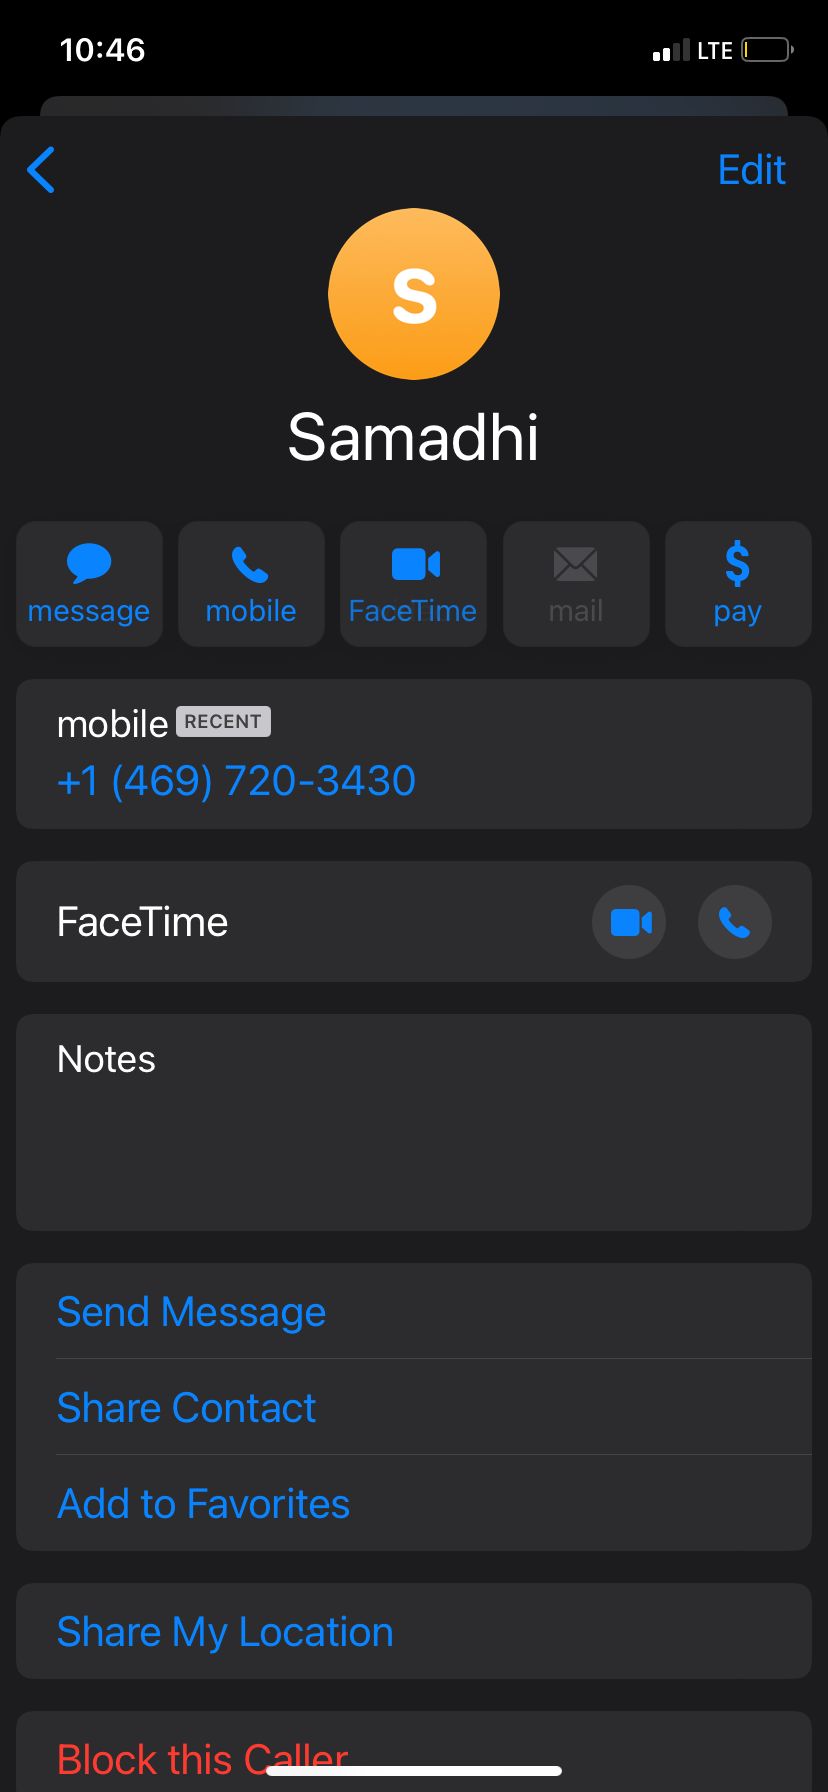 10:46 LTE
Edit
S
Samadhi
message mobile FaceTime mail pay
mobile RECENT
+1 (469) 720-3430
FaceTime
Notes
Send Message
Share Contact
Add to Favorites
Share My Location
Block this Caller